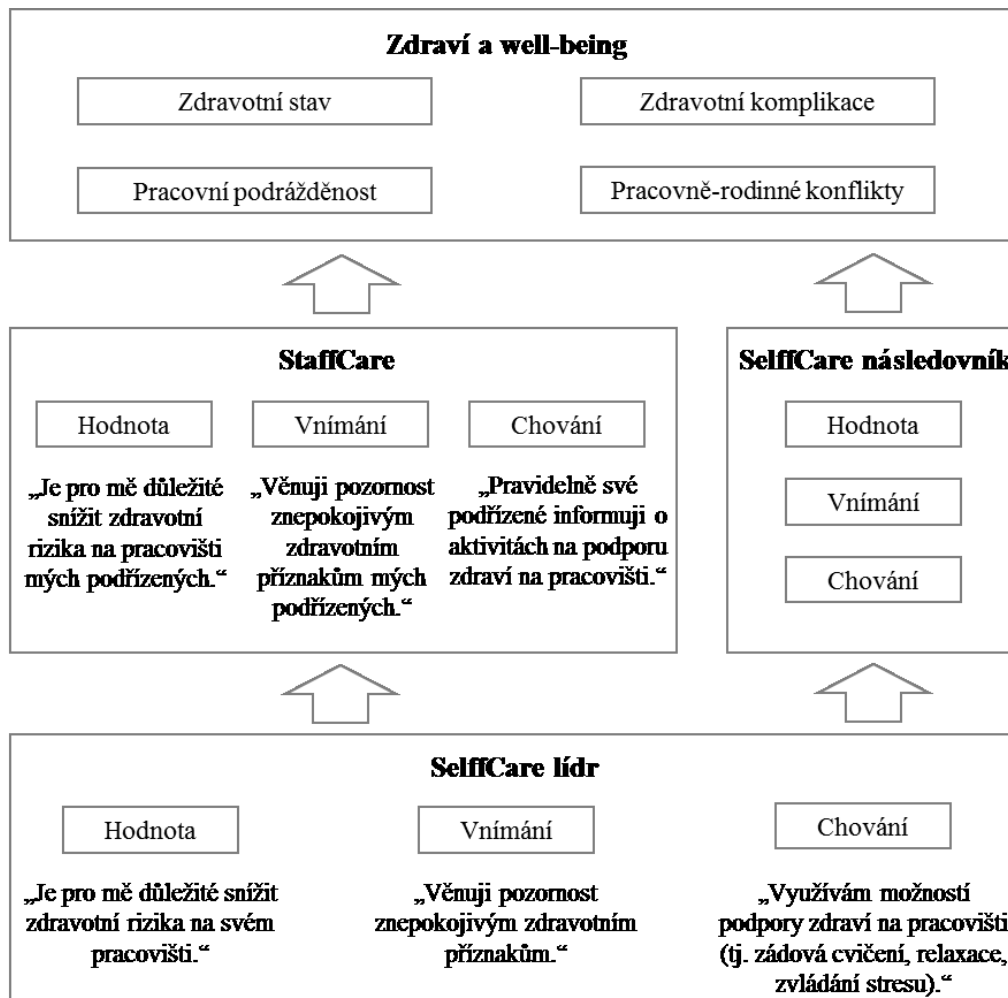 Zdraví a well-being
Zdravotní stav
Zdravotní komplikace
Pracovní podrážděnost
Pracovně-rodinné konflikty
StaffCare
Hodnota
Vnímání
Chování
„Je pro mě důležité
snížit zdravotní
rizika na pracovišti
mých podřízených.“
„Věnuji pozornost
znepokojivým
zdravotním
příznakům mých
podřízených.“
„Pravidelně své
podřízené informuji o
aktivitách na podporu
zdraví na pracovišti.“
SelffCare následovník
Hodnota
Vnímání
Chování
SelffCare lídr
Hodnota
Vnímání
Chování
„Je pro mě důležité snížit
zdravotní rizika na svém
pracovišti.“
„Věnuji pozornost
znepokojivým zdravotním
příznakům.“
„Využívám možností
podpory zdraví na pracovišti
(tj. zádová cvičení, relaxace,
zvládání stresu).“